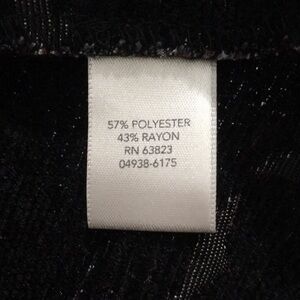 57% POLYESTER
43% RAYON
RN 63823
04938-6175